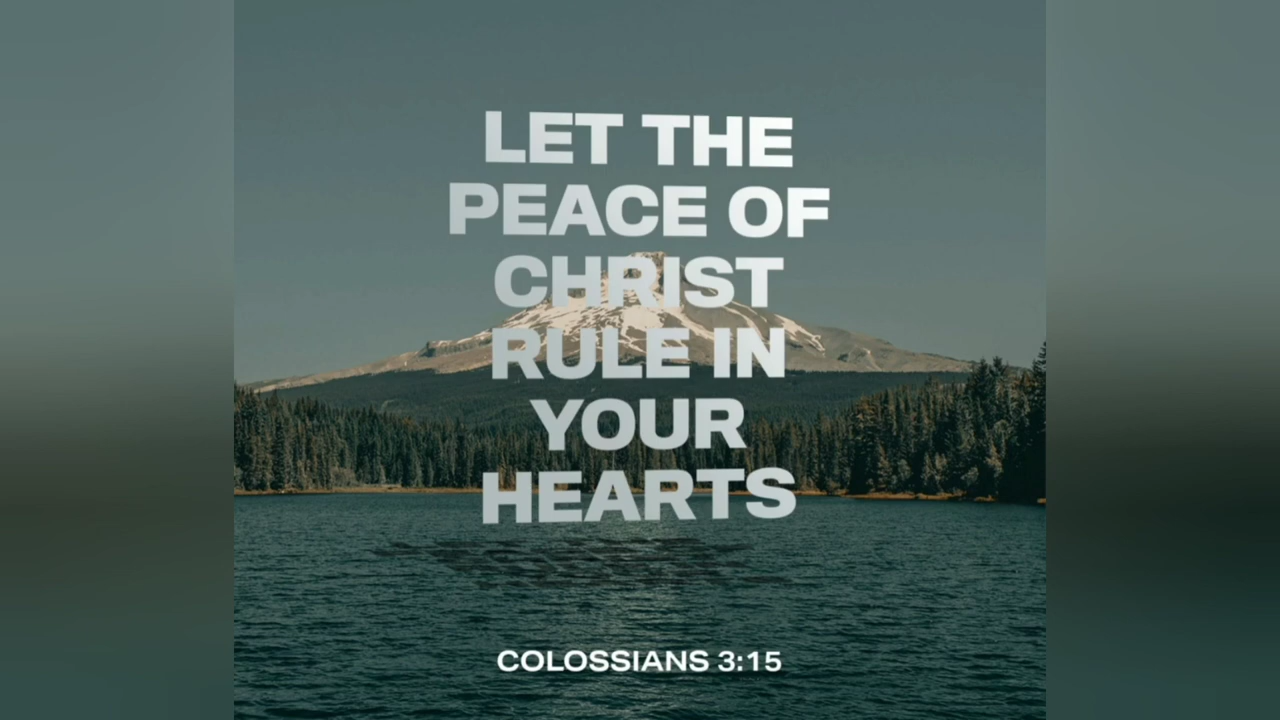 LET THE
PEACE OF
CHRIST
RULE IN
YOUR
HEARTS
COLOSSIANS 3:15